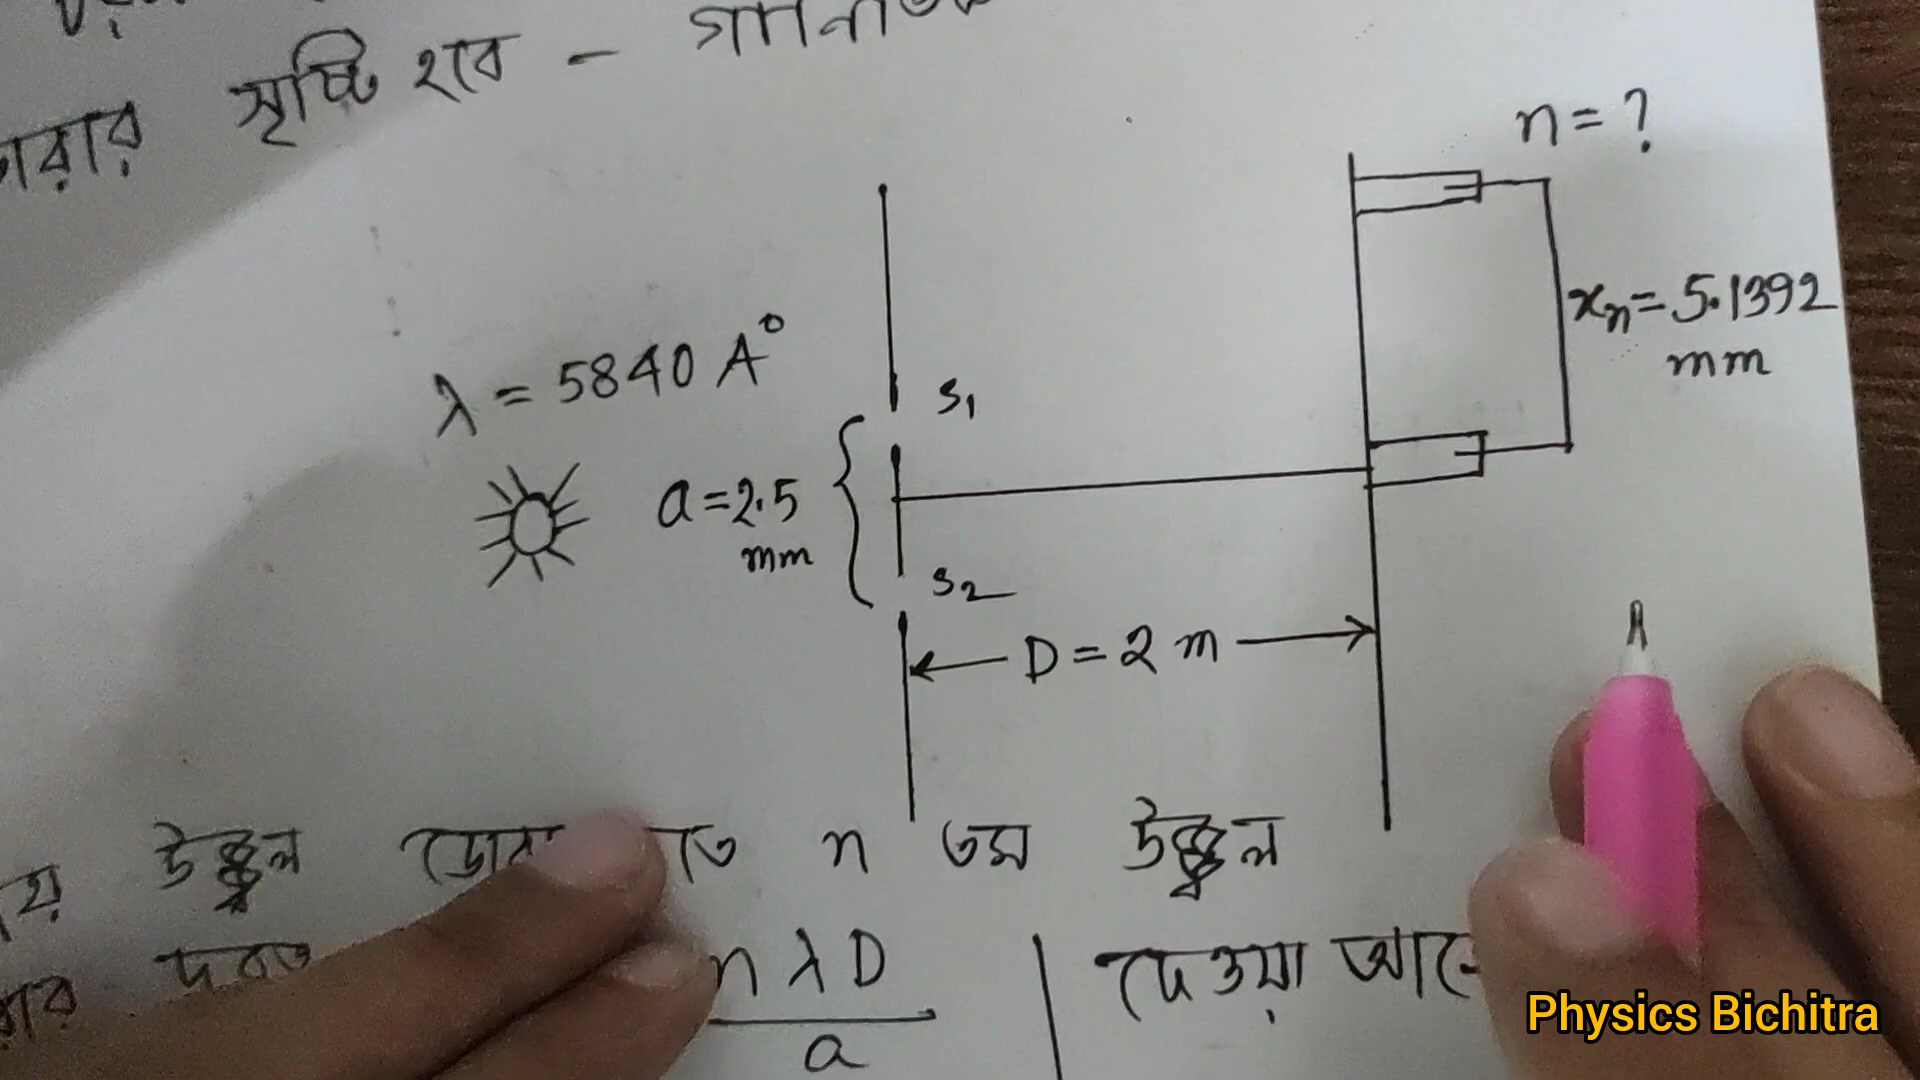 সৃষ্টি হবে -
n = ?
λ = 5840 A°
S₁
xₙ = 5.1392
mm
a = 2.5
mm
S₂
D = 2 m
উজ্জ্বল n তম উজ্জ্বল
nλD
a
দেওয়া
Physics Bichitra